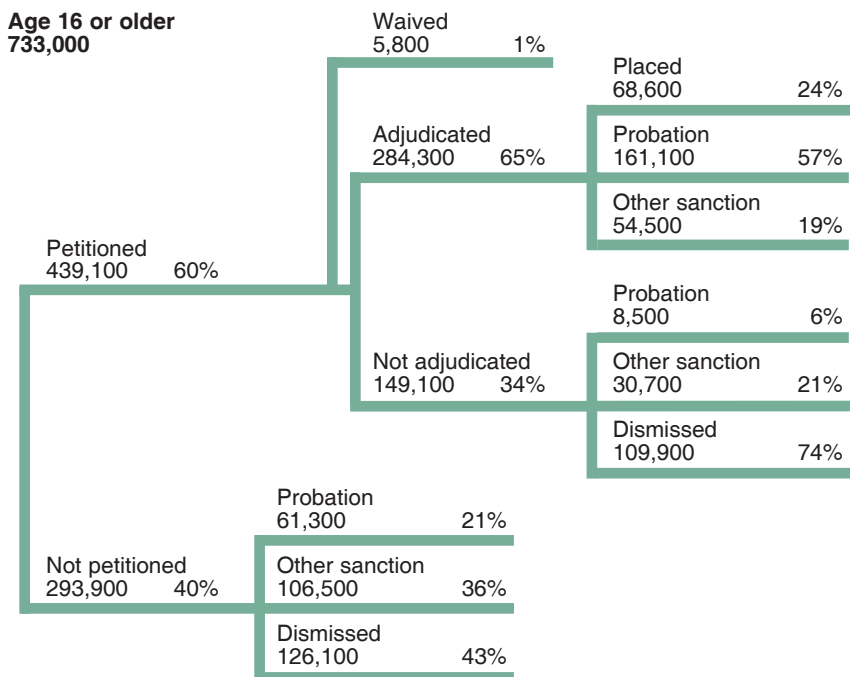 Age 16 or older
733,000
Waived
5,800 1%
Placed
68,600 24%
Adjudicated
284,300 65%
Probation
161,100 57%
Other sanction
54,500 19%
Petitioned
439,100 60%
Probation
8,500 6%
Not adjudicated
149,100 34%
Other sanction
30,700 21%
Dismissed
109,900 74%
Probation
61,300 21%
Not petitioned
293,900 40%
Other sanction
106,500 36%
Dismissed
126,100 43%